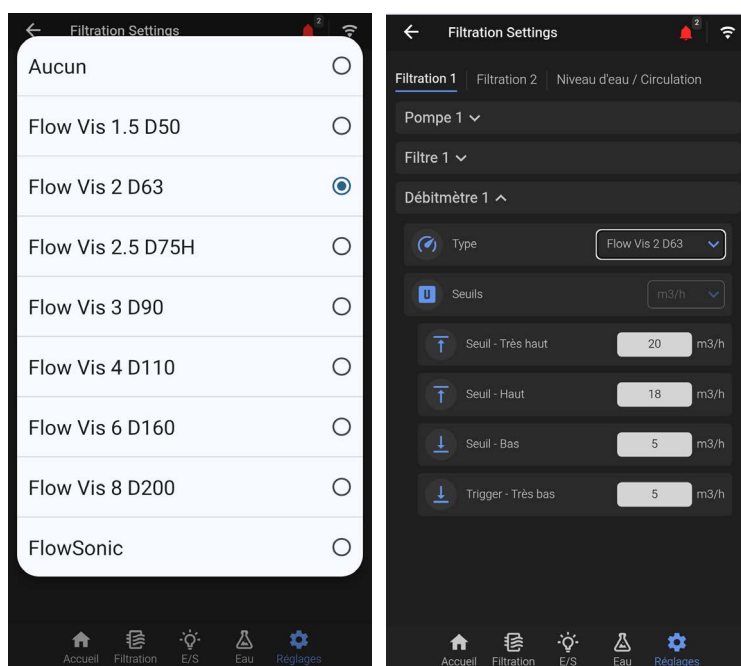 Filtration Settings
2
Aucun
Flow Vis 1.5 D50
Flow Vis 2 D63
Flow Vis 2.5 D75H
Flow Vis 3 D90
Flow Vis 4 D110
Flow Vis 6 D160
Flow Vis 8 D200
FlowSonic
Accueil Filtration E/S Eau Réglages
Filtration Settings
2
Filtration 1 Filtration 2 Niveau d'eau / Circulation
Pompe 1
Filtre 1
Débitmètre 1
Type Flow Vis 2 D63
U Seuils m3/h
Seuil - Très haut 20 m3/h
Seuil - Haut 18 m3/h
Seuil - Bas 5 m3/h
Trigger - Très bas 5 m3/h
Accueil Filtration E/S Eau Réglages